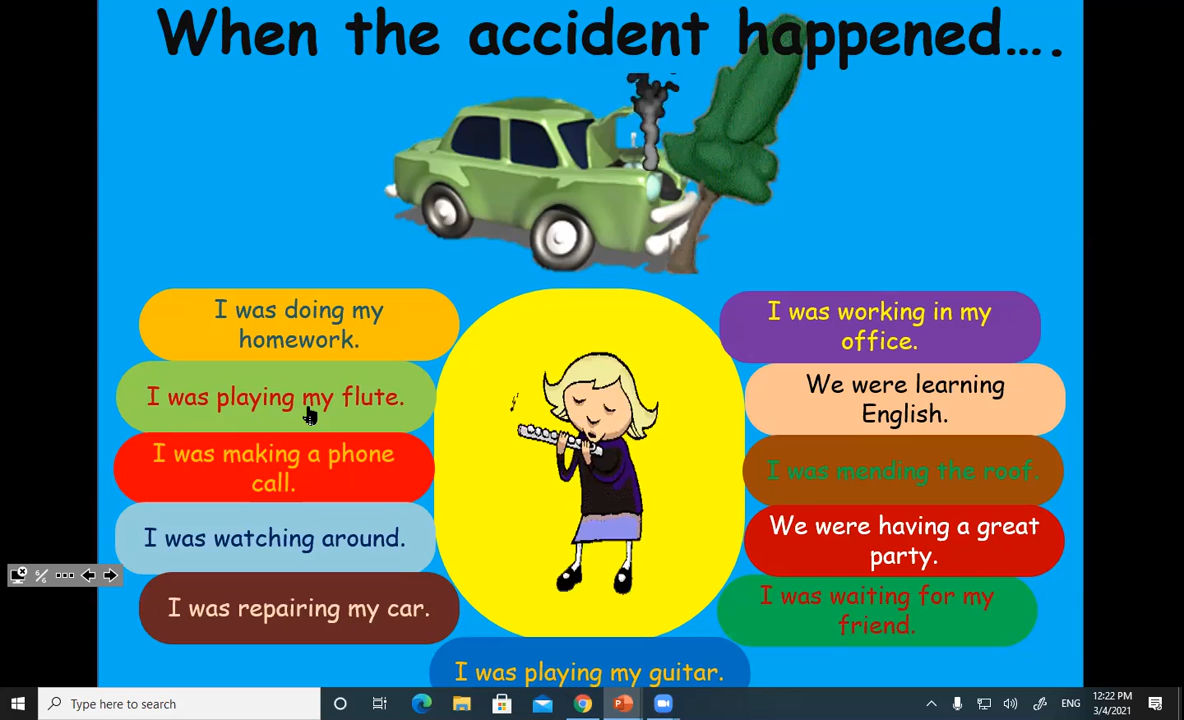 When the accident happened....
I was doing my
homework.
I was playing my flute.
I was making a phone
call.
I was watching around.
I was repairing my car.
I was working in my
office.
We were learning
English.
I was mending the roof.
We were having a great
party.
I was waiting for my
friend.
I was playing my guitar.
Type here to search
ENG
12:22 PM
3/4/2021